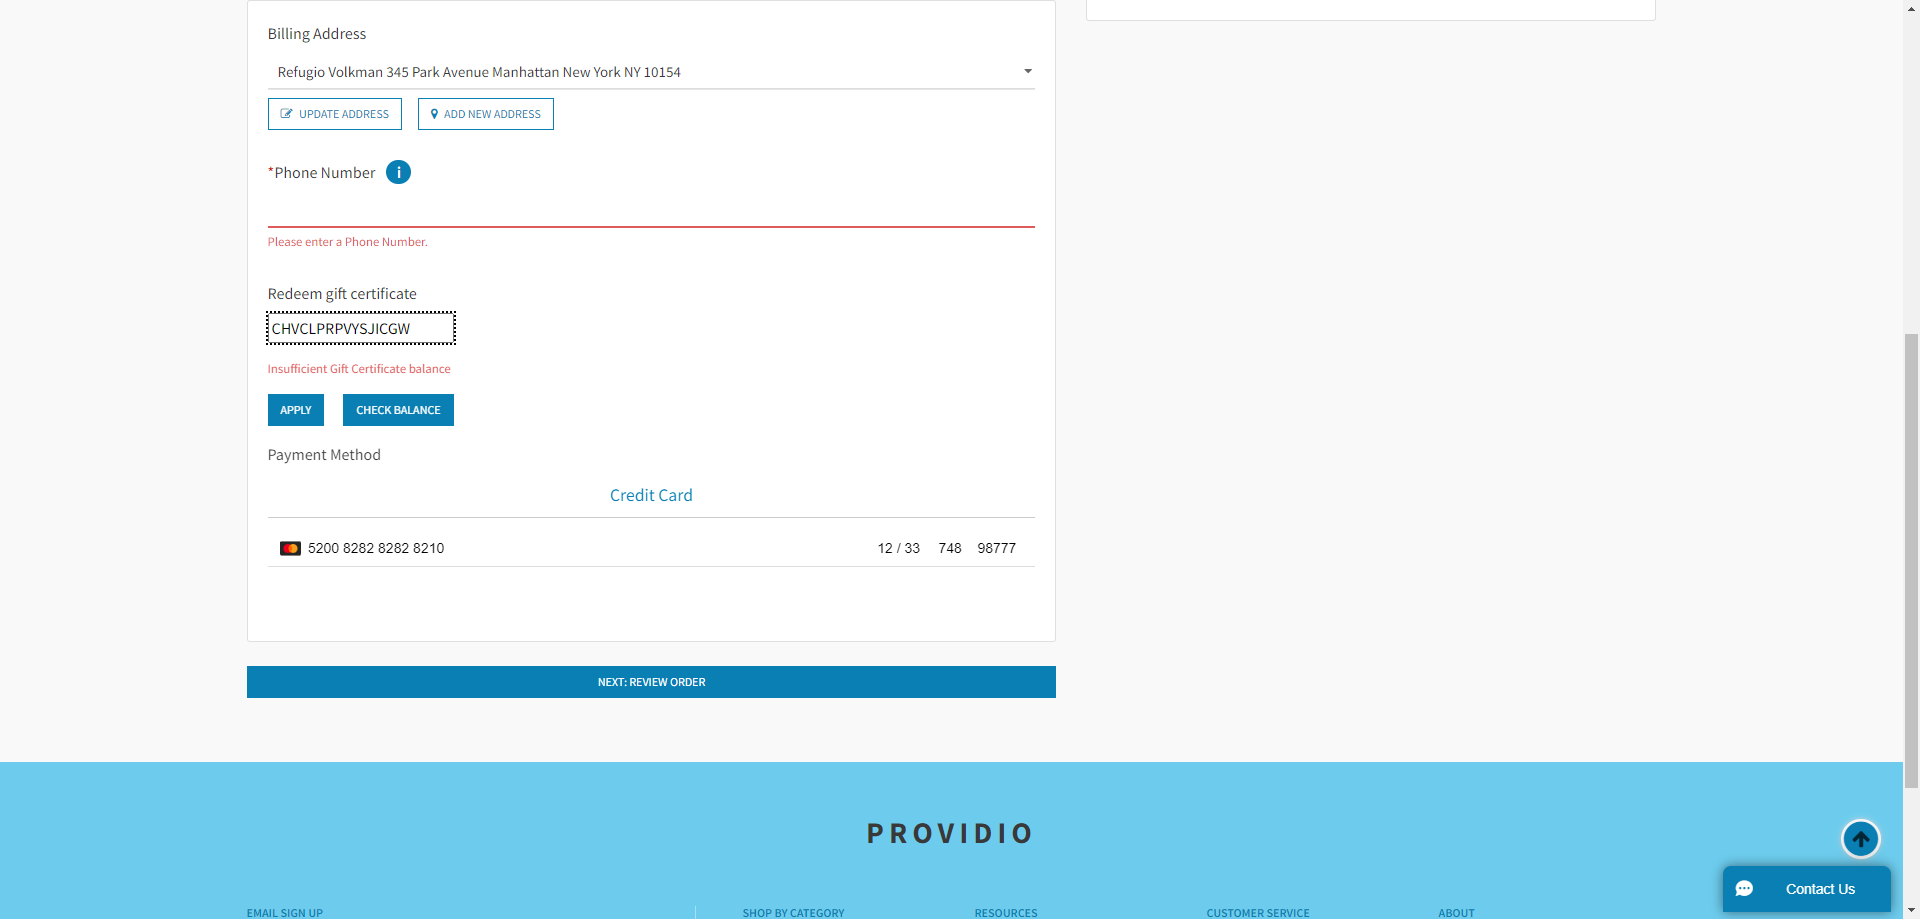 Billing Address
Refugio Volkman 345 Park Avenue Manhattan New York NY 10154
UPDATE ADDRESS
ADD NEW ADDRESS
*Phone Number
Please enter a Phone Number.
Redeem gift certificate
CHVCLPRPVYSJICGW
Insufficient Gift Certificate balance
APPLY
CHECK BALANCE
Payment Method
Credit Card
5200 8282 8282 8210 12 / 33 748 98777
NEXT: REVIEW ORDER
PROVIDIO
Contact Us
EMAIL SIGN UP
SHOP BY CATEGORY
RESOURCES
CUSTOMER SERVICE
ABOUT